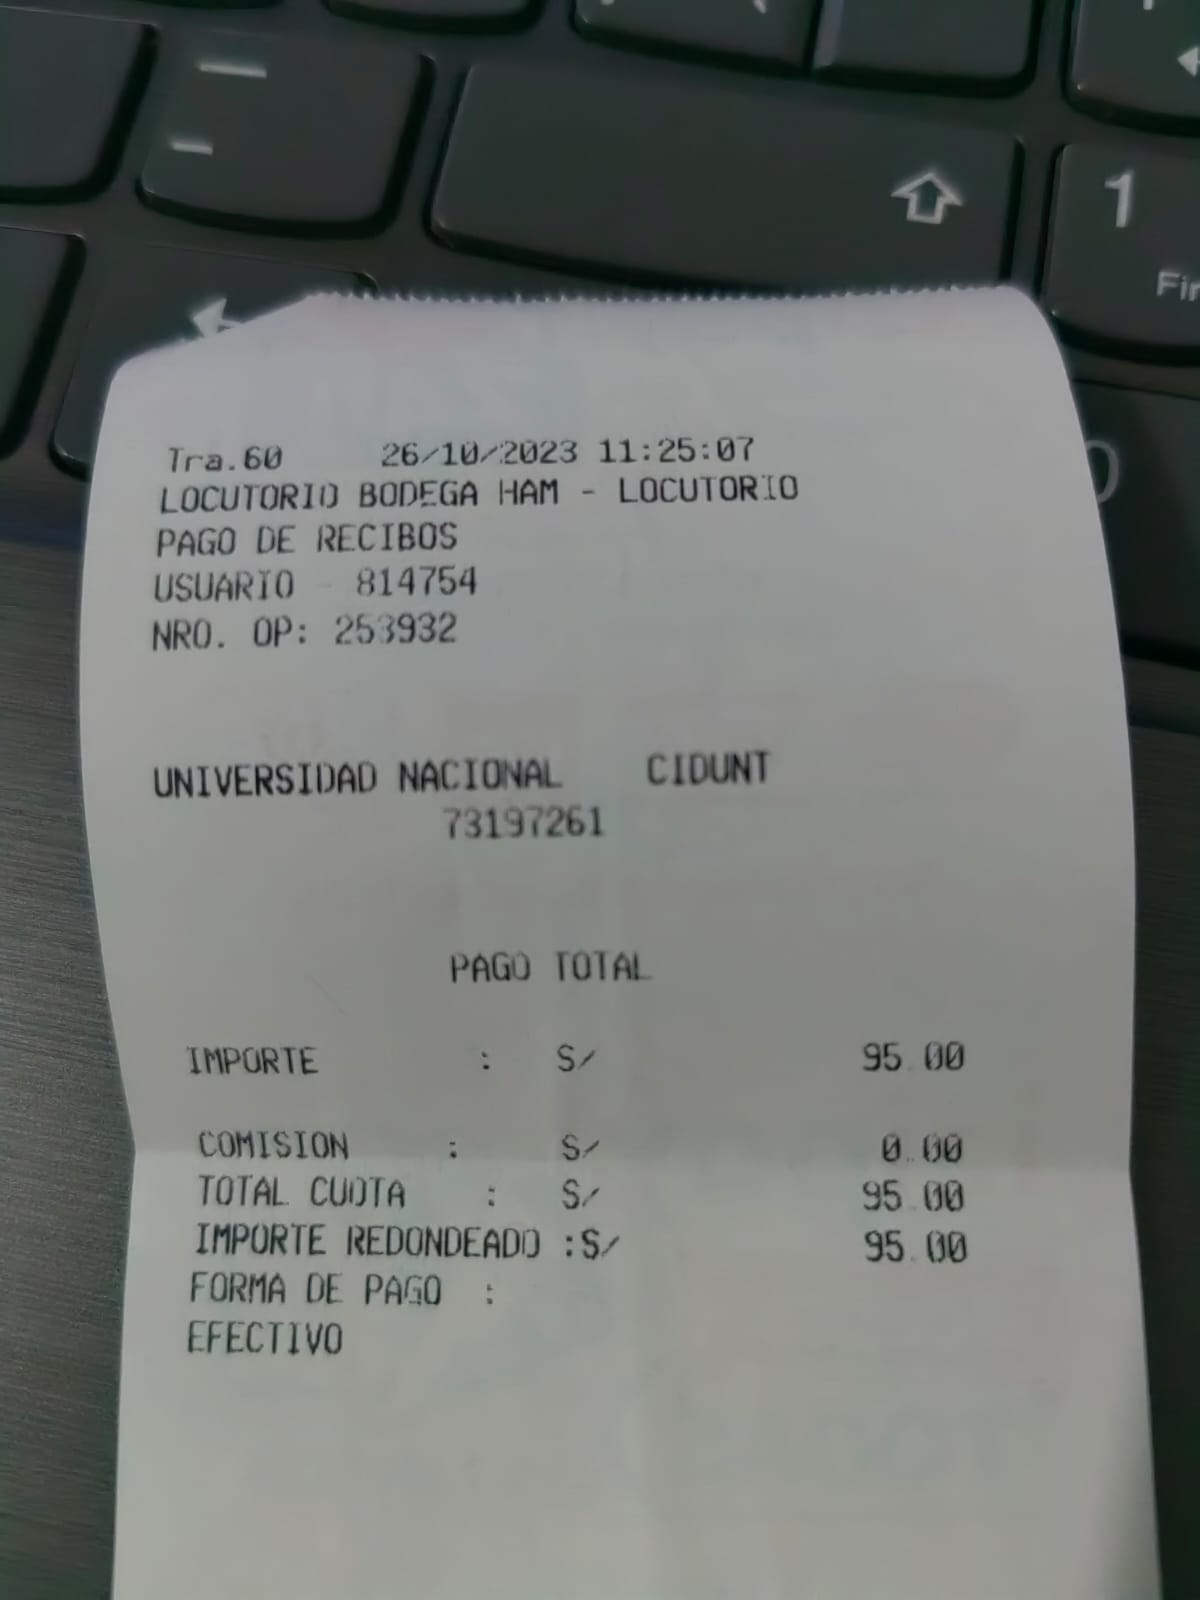 Tra.60 26/10/2023 11:25:07
LOCUTORIO BODEGA HAM - LOCUTORIO
PAGO DE RECIBOS
USUARIO - 814754
NRO. OP: 253932
UNIVERSIDAD NACIONAL CIDUNT
73197261
PAGO TOTAL
IMPORTE : S/ 95.00
COMISION : S/ 0.00
TOTAL CUOTA : S/ 95.00
IMPORTE REDONDEADO :S/ 95.00
FORMA DE PAGO :
EFECTIVO
1